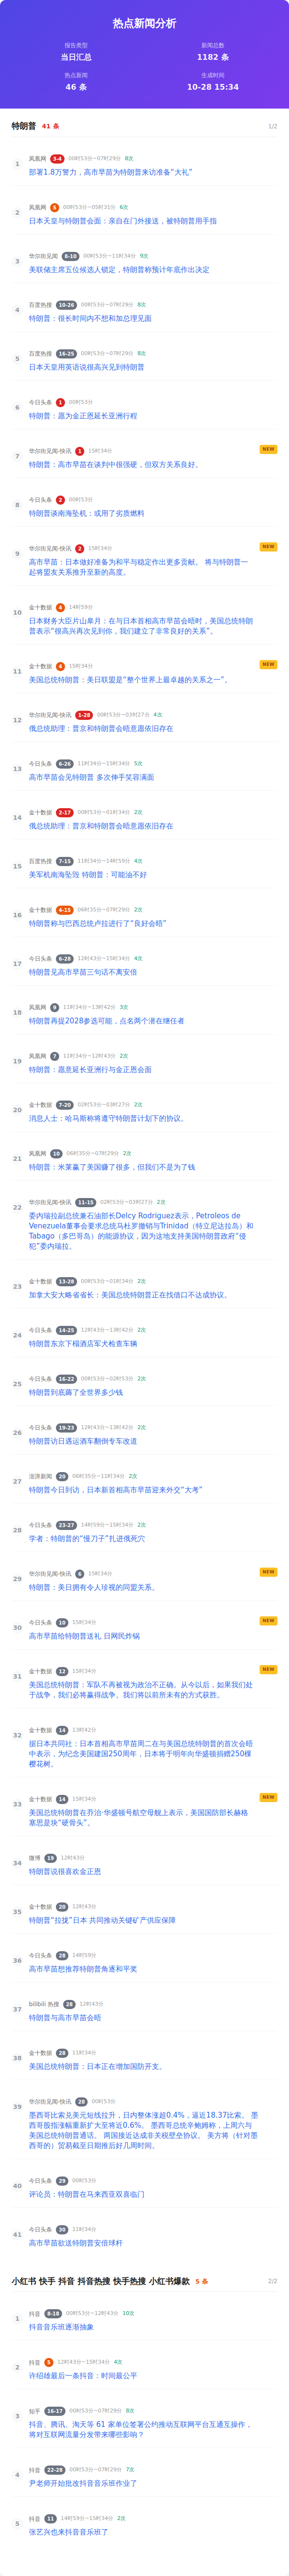 热点新闻分析
报告类型
当日汇总
新闻总数
1182 条
热点新闻
46 条
生成时间
10-28 15:34
特朗普 41 条 1/2
1
凤凰网 3-4 00时53分~07时29分 8次
部署1.8万警力，高市早苗为特朗普来访准备“大礼”
2
凤凰网 5 00时53分~05时31分 6次
日本天皇与特朗普会面：亲自在门外接送，被特朗普用手指
3
华尔街见闻 8-10 00时53分~11时34分 9次
美联储主席五位候选人锁定，特朗普称预计年底作出决定
4
百度热搜 10-26 00时53分~07时29分 8次
特朗普：很长时间内不想和加总理见面
5
百度热搜 16-25 00时53分~07时29分 8次
日本天皇用英语说很高兴见到特朗普
6
今日头条 1 00时53分
特朗普：愿为金正恩延长亚洲行程
7
华尔街见闻-快讯 1 15时34分 NEW
特朗普：高市早苗在谈判中很强硬，但双方关系良好。
8
今日头条 2 00时53分
特朗普谈南海坠机：或用了劣质燃料
9
华尔街见闻-快讯 2 15时34分 NEW
高市早苗：日本做好准备为和平与稳定作出更多贡献。 将与特朗普一
起将盟友关系推升至新的高度。
10
金十数据 4 14时59分
日本财务大臣片山皋月：在与日本首相高市早苗会晤时，美国总统特朗
普表示“很高兴再次见到你，我们建立了非常良好的关系”。
11
金十数据 4 15时34分 NEW
美国总统特朗普：美日联盟是“整个世界上最卓越的关系之一”。
12
华尔街见闻-快讯 1-28 00时53分~03时27分 4次
俄总统助理：普京和特朗普会晤意愿依旧存在
13
今日头条 6-26 11时34分~15时34分 5次
高市早苗会见特朗普 多次伸手笑容满面
14
金十数据 2-17 00时53分~01时34分 2次
俄总统助理：普京和特朗普会晤意愿依旧存在
15
百度热搜 7-15 11时34分~14时59分 4次
美军机南海坠毁 特朗普：可能油不好
16
金十数据 4-15 06时35分~07时29分 2次
特朗普称与巴西总统卢拉进行了“良好会晤”
17
今日头条 6-28 12时43分~15时34分 4次
特朗普见高市早苗三句话不离安倍
18
凤凰网 9 11时34分~13时42分 3次
特朗普再提2028参选可能，点名两个潜在继任者
19
凤凰网 7 11时34分~12时43分 2次
特朗普：愿意延长亚洲行与金正恩会面
20
金十数据 7-20 02时53分~03时27分 2次
消息人士：哈马斯称将遵守特朗普计划下的协议。
21
凤凰网 10 06时35分~07时29分 2次
特朗普：米莱赢了美国赚了很多，但我们不是为了钱
22
华尔街见闻-快讯 11-15 02时53分~03时27分 2次
委内瑞拉副总统兼石油部长Delcy Rodriguez表示，Petroleos de
Venezuela董事会要求总统马杜罗撤销与Trinidad（特立尼达拉岛）和
Tabago（多巴哥岛）的能源协议，因为这地支持美国特朗普政府“侵
犯”委内瑞拉。
23
金十数据 13-28 00时53分~01时34分 2次
加拿大安大略省省长：美国总统特朗普正在找借口不达成协议。
24
今日头条 14-25 12时43分~13时42分 2次
特朗普东京下榻酒店军犬检查车辆
25
今日头条 16-22 00时53分~02时53分 2次
特朗普到底薅了全世界多少钱
26
今日头条 19-23 12时43分~13时42分 2次
特朗普访日遇运酒车翻倒专车改道
27
澎湃新闻 20 06时35分~11时34分 2次
特朗普今日到访，日本新首相高市早苗迎来外交“大考”
28
今日头条 23-27 14时59分~15时34分 2次
学者：特朗普的“慢刀子”扎进俄死穴
29
华尔街见闻-快讯 6 15时34分 NEW
特朗普：美日拥有令人珍视的同盟关系。
30
今日头条 10 15时34分 NEW
高市早苗给特朗普送礼 日网民炸锅
31
金十数据 12 15时34分 NEW
美国总统特朗普：军队不再被视为政治不正确。从今以后，如果我们处
于战争，我们必将赢得战争。我们将以前所未有的方式获胜。
32
金十数据 14 13时42分
据日本共同社：日本首相高市早苗周二在与美国总统特朗普的首次会晤
中表示，为纪念美国建国250周年，日本将于明年向华盛顿捐赠250棵
樱花树。
33
金十数据 14 15时34分 NEW
美国总统特朗普在乔治·华盛顿号航空母舰上表示，美国国防部长赫格
塞思是块“硬骨头”。
34
微博 19 12时43分
特朗普说很喜欢金正恩
35
金十数据 20 12时43分
特朗普“拉拢”日本 共同推动关键矿产供应保障
36
今日头条 28 14时59分
高市早苗想推荐特朗普角逐和平奖
37
bilibili 热搜 28 12时43分
特朗普与高市早苗会晤
38
金十数据 28 11时34分
美国总统特朗普：日本正在增加国防开支。
39
华尔街见闻-快讯 28 00时53分
墨西哥比索兑美元短线拉升，日内整体涨超0.4%，逼近18.37比索。 墨
西哥股指涨幅重新扩大至将近0.6%。 墨西哥总统辛鲍姆称，上周六与
美国总统特朗普通话。 两国接近达成非关税壁垒协议。 美方将（针对墨
西哥的）贸易截至日期推后好几周时间。
40
今日头条 29 00时53分
评论员：特朗普在马来西亚双喜临门
41
今日头条 30 11时34分
高市早苗欲送特朗普安倍球杆
小红书 快手 抖音 抖音热搜 快手热搜 小红书爆款 5 条 2/2
1
抖音 8-18 00时53分~12时43分 10次
抖音音乐班逐渐抽象
2
抖音 5 12时43分~15时34分 4次
许绍雄最后一条抖音：时间最公平
3
知乎 16-17 00时53分~07时29分 8次
抖音、腾讯、淘天等 61 家单位签署公约推动互联网平台互通互操作，
将对互联网流量分发带来哪些影响？
4
抖音 22-28 00时53分~07时29分 7次
尹老师开始批改抖音音乐班作业了
5
抖音 11 14时59分~15时34分 2次
张艺兴也来抖音音乐班了